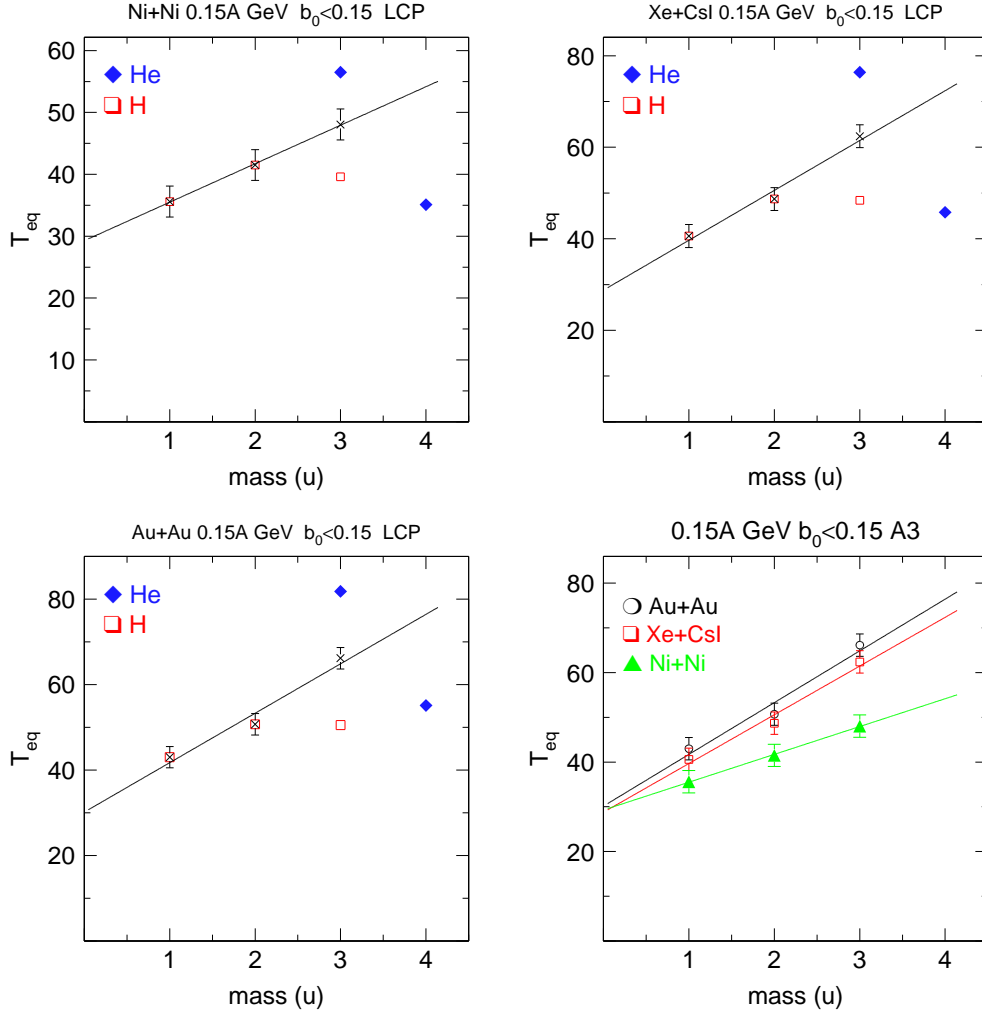 Ni+Ni 0.15A GeV b0<0.15 LCP
He
H
60
50
40
30
20
10
Teq
1 2 3 4
mass (u)
Xe+CsI 0.15A GeV b0<0.15 LCP
He
H
80
60
40
20
Teq
1 2 3 4
mass (u)
Au+Au 0.15A GeV b0<0.15 LCP
He
H
80
60
40
20
Teq
1 2 3 4
mass (u)
0.15A GeV b0<0.15 A3
Au+Au
Xe+CsI
Ni+Ni
80
60
40
20
Teq
1 2 3 4
mass (u)